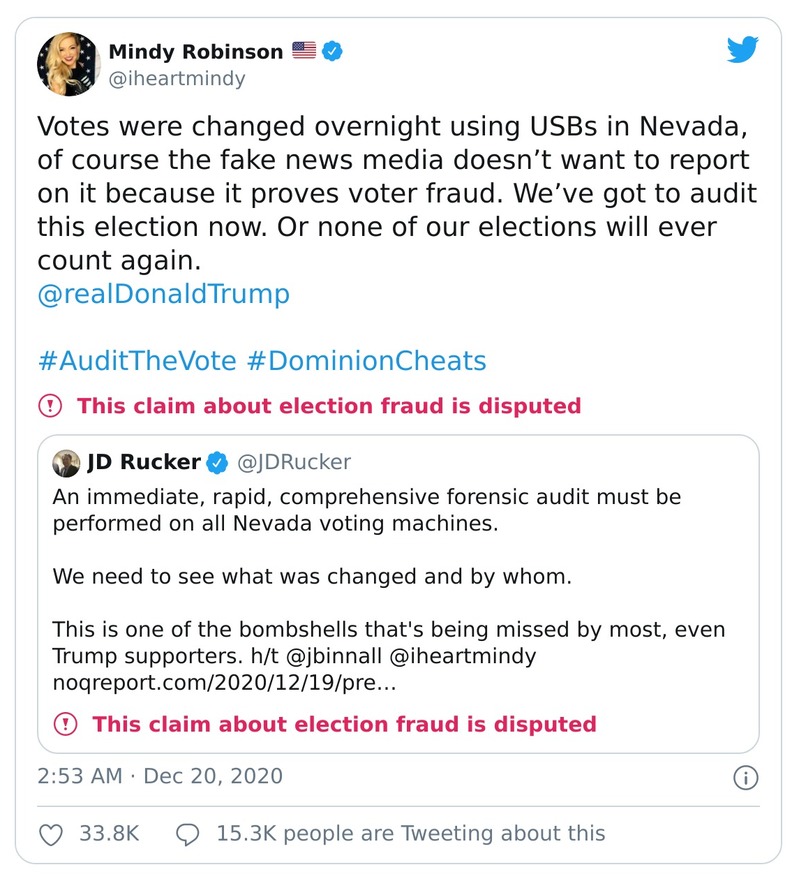 Mindy Robinson 🇺🇸
@iheartmindy
Votes were changed overnight using USBs in Nevada,
of course the fake news media doesn’t want to report
on it because it proves voter fraud. We’ve got to audit
this election now. Or none of our elections will ever
count again.
@realDonaldTrump
#AuditTheVote #DominionCheats
This claim about election fraud is disputed
JD Rucker @JDRucker
An immediate, rapid, comprehensive forensic audit must be
performed on all Nevada voting machines.
We need to see what was changed and by whom.
This is one of the bombshells that's being missed by most, even
Trump supporters. h/t @jbinnall @iheartmindy
noqreport.com/2020/12/19/pre…
This claim about election fraud is disputed
2:53 AM · Dec 20, 2020
33.8K 15.3K people are Tweeting about this